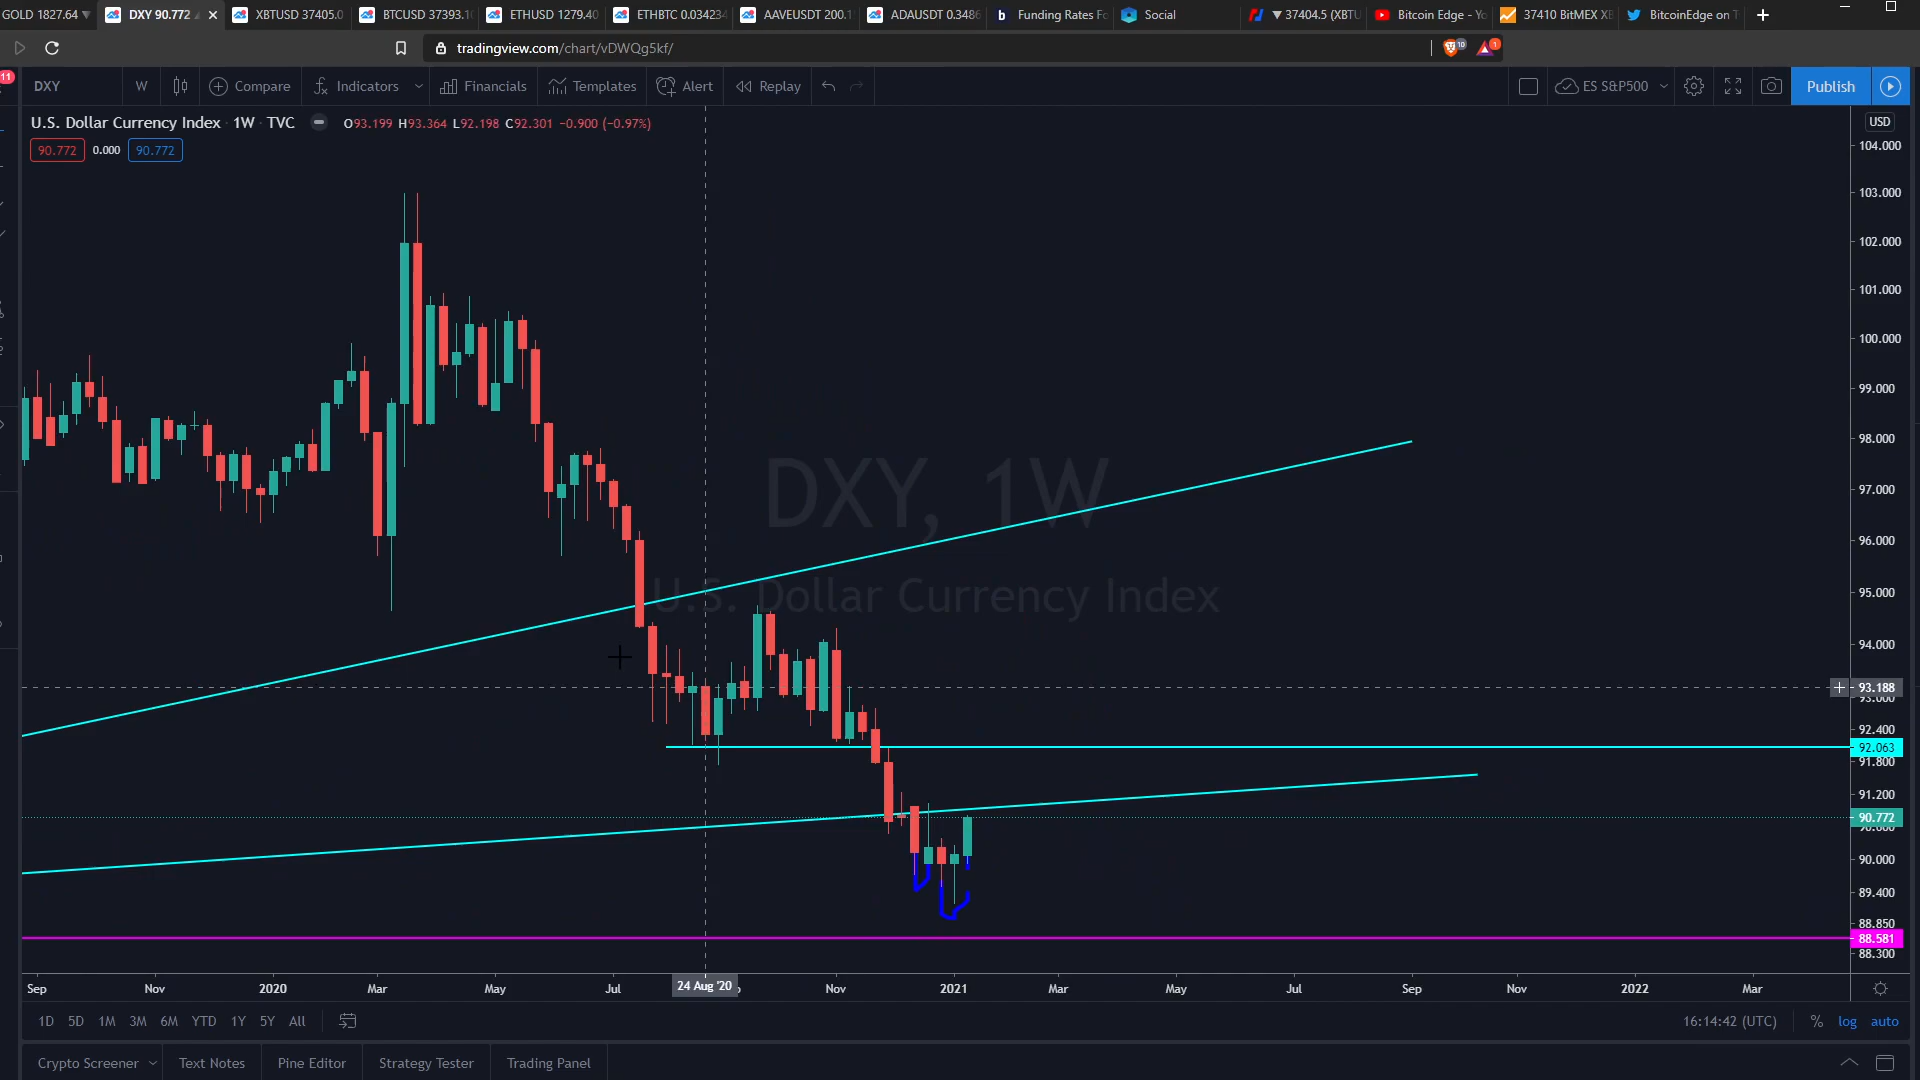 GOLD 1827.64 DXY 90.772 XBTUSD 37405.0 BTCUSD 37393.1 ETHUSD 1279.40 ETHBTC 0.03423 AAVEUSDT 200.1 ADAUSDT 0.3486 Funding Rates Fo Social 37404.5 (XBTU Bitcoin Edge - Yo 37410 BitMEX XB BitcoinEdge on T
tradingview.com/chart/vDWQg5kf/ 10 1
11
DXY W Compare Indicators Financials Templates Alert Replay ES S&P500 Publish
U.S. Dollar Currency Index · 1W · TVC O93.199 H93.364 L92.198 C92.301 −0.900 (−0.97%) USD
90.772 0.000 90.772
104.000
103.000
102.000
101.000
100.000
99.000
98.000
97.000
96.000
95.000
94.000
93.188
93.000
92.400
92.063
91.800
91.200
90.772
90.600
90.000
89.400
88.850
88.581
88.300
DXY, 1W
U.S. Dollar Currency Index
Sep Nov 2020 Mar May Jul 24 Aug '20 Nov 2021 Mar May Jul Sep Nov 2022 Mar
1D 5D 1M 3M 6M YTD 1Y 5Y All 16:14:42 (UTC) % log auto
Crypto Screener Text Notes Pine Editor Strategy Tester Trading Panel